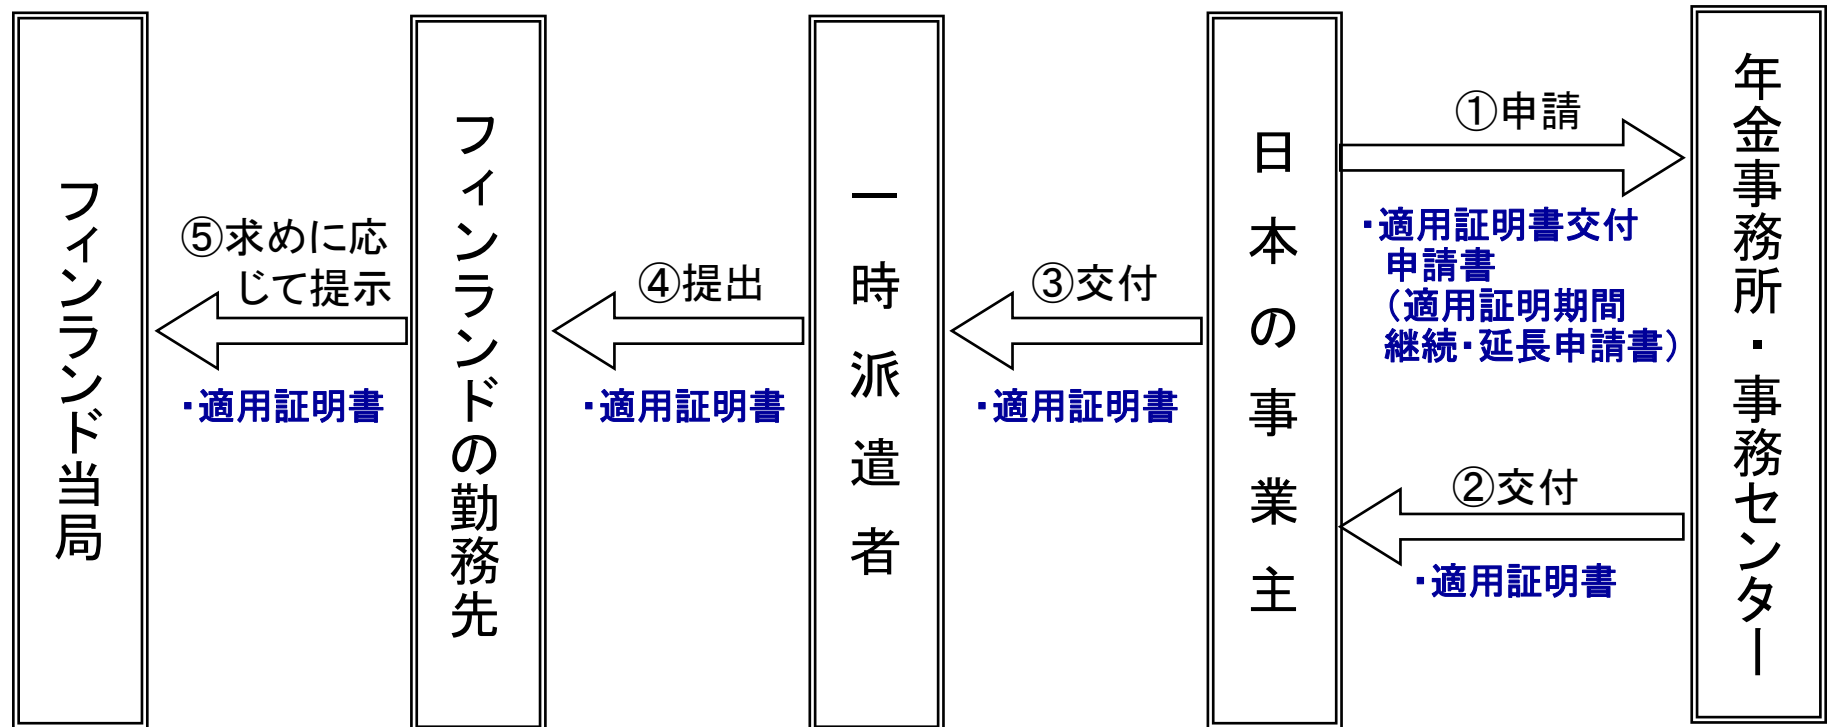 フィンランド当局
⑤求めに応
じて提示
・適用証明書
フィンランドの勤務先
④提出
・適用証明書
一時派遣者
③交付
・適用証明書
日本の事業主
①申請
・適用証明書交付
申請書
（適用証明期間
継続・延長申請書）
②交付
・適用証明書
年金事務所・事務センター